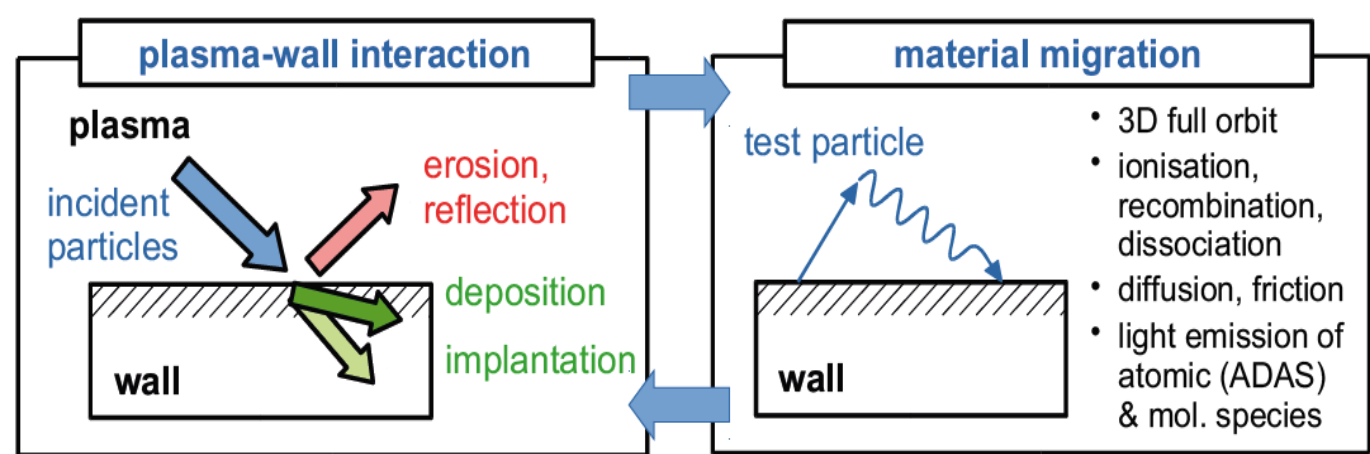 plasma-wall interaction
plasma
incident
particles
erosion,
reflection
deposition
implantation
wall
material migration
test particle
wall
• 3D full orbit
• ionisation,
recombination,
dissociation
• diffusion, friction
• light emission of
atomic (ADAS)
& mol. species